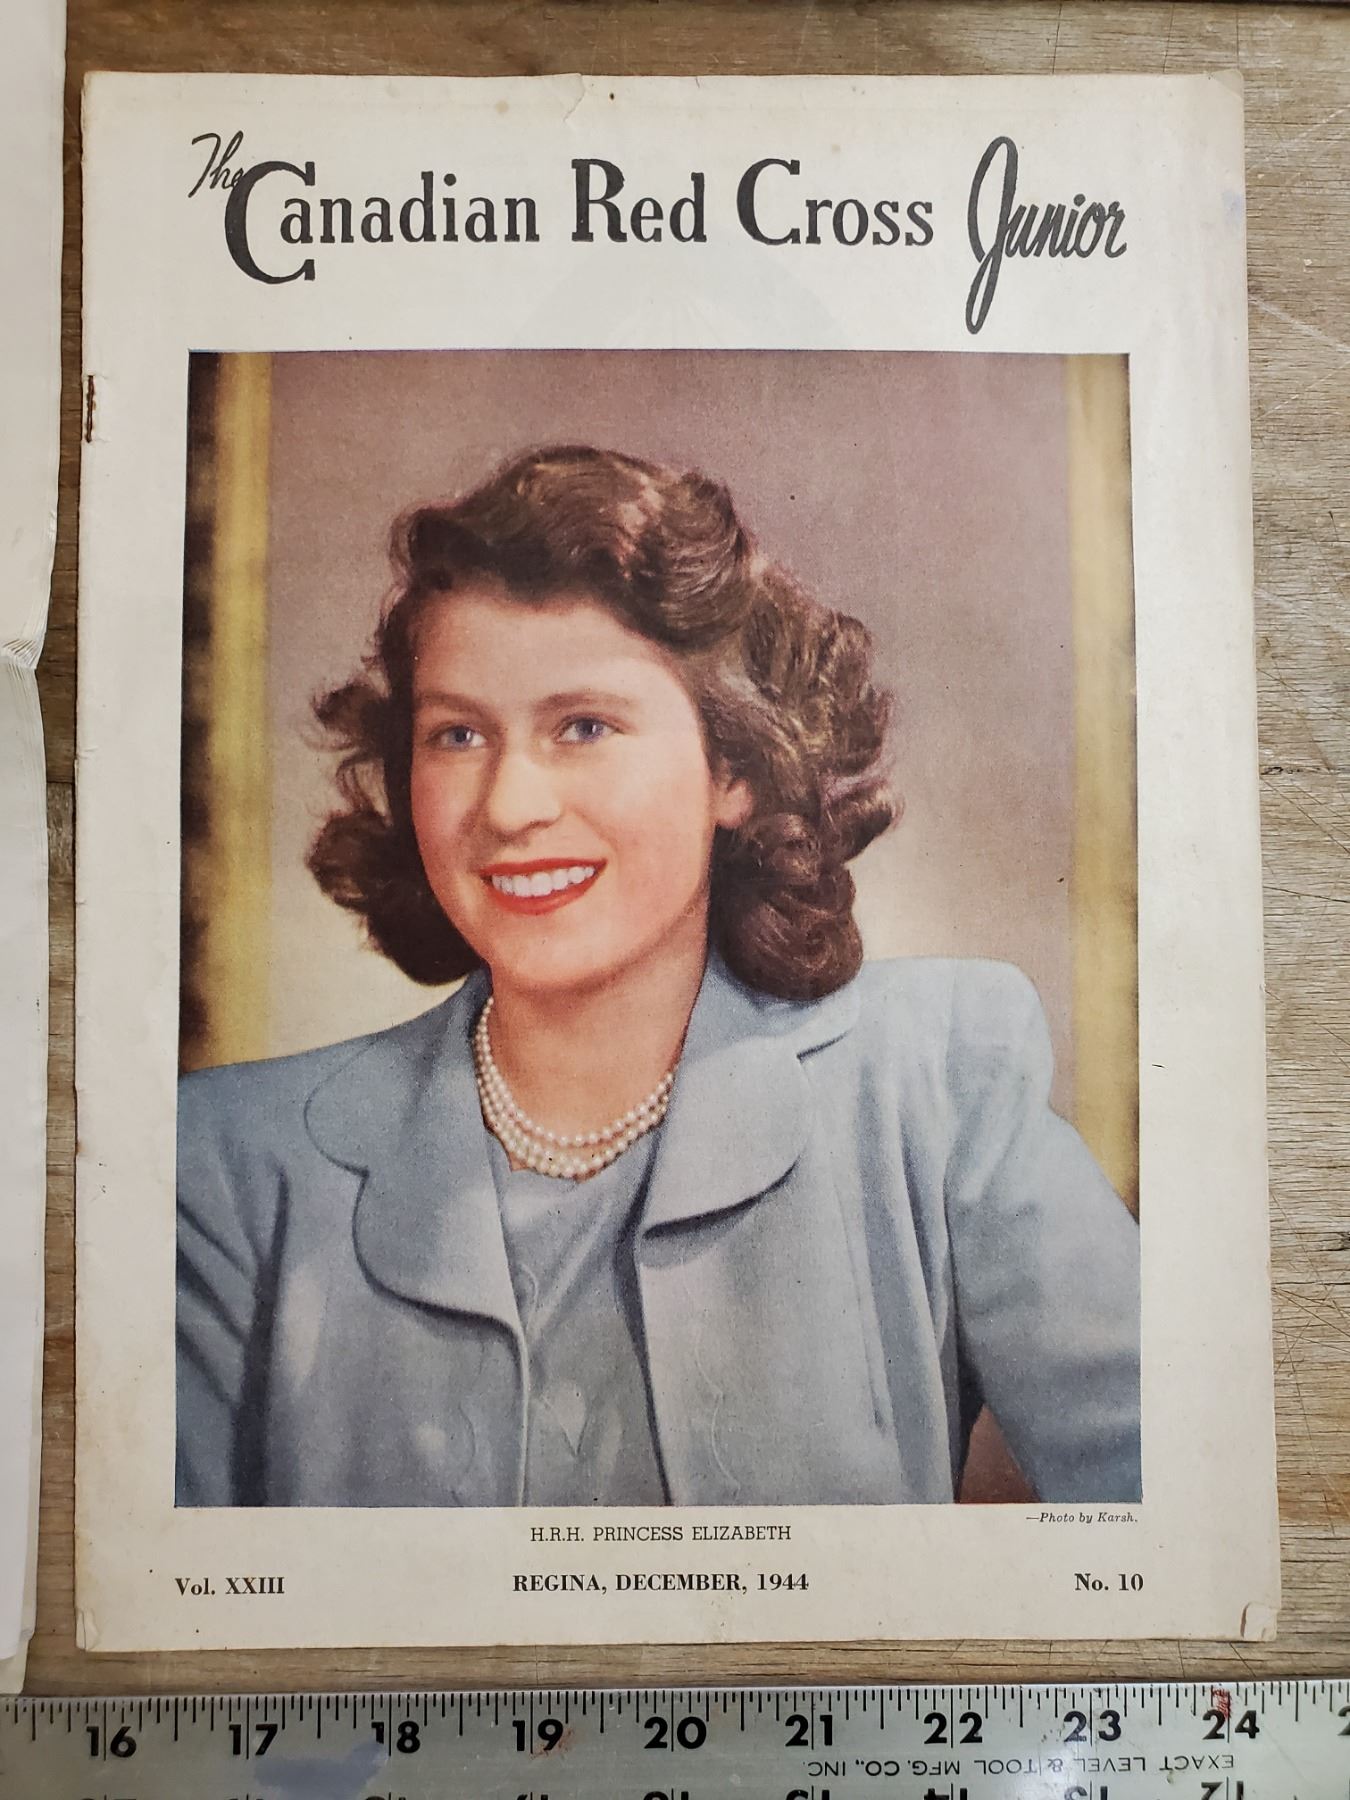 The Canadian Red Cross Junior
—Photo by Karsh.
H.R.H. PRINCESS ELIZABETH
Vol. XXIII REGINA, DECEMBER, 1944 No. 10
16 17 18 19 20 21 22 23 24
EXACT LEVEL & TOOL MFG. CO., INC.